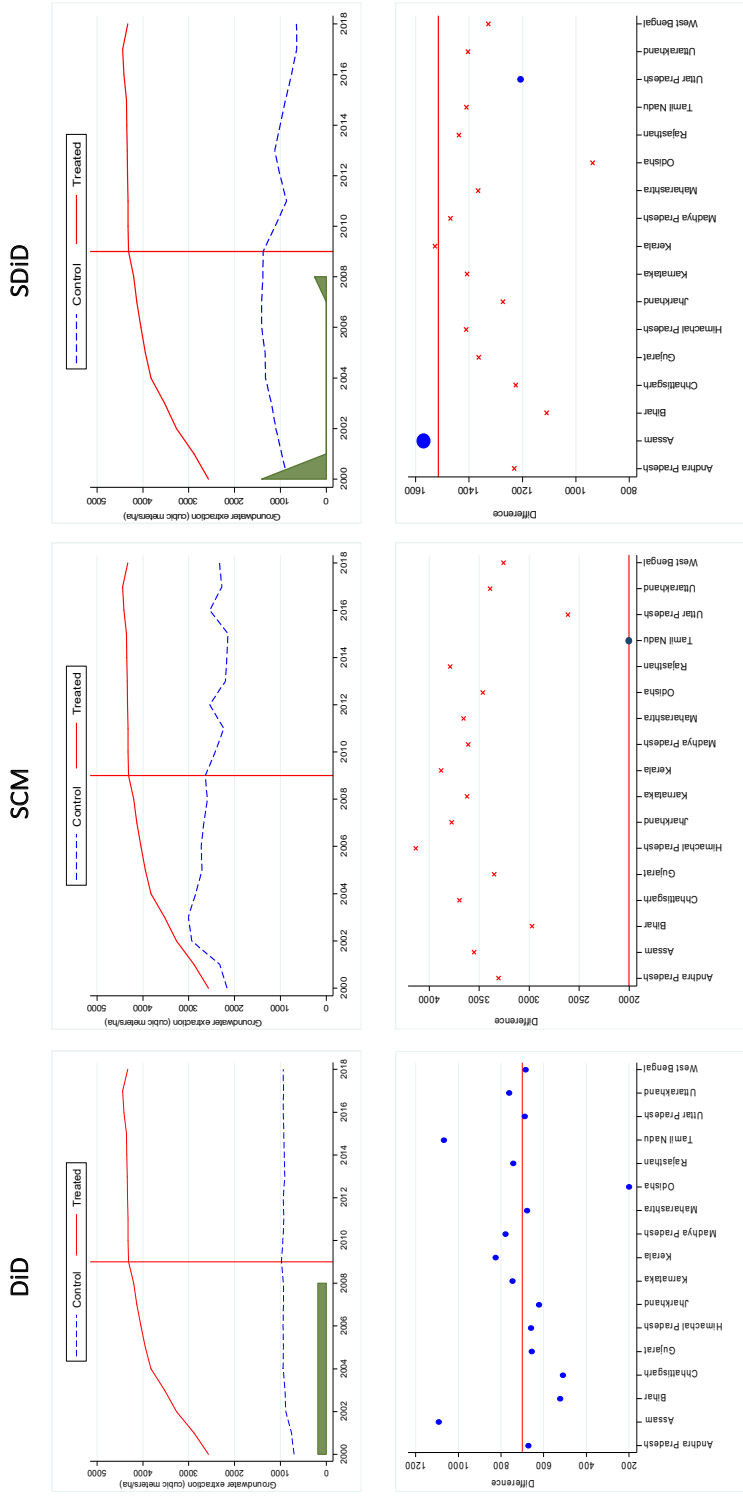 DiD
SCM
SDiD
Control
Treated
Groundwater extraction (cubic meters/ha)
5000
4000
3000
2000
1000
0
2000
2002
2004
2006
2008
2010
2012
2014
2016
2018
Control
Treated
Groundwater extraction (cubic meters/ha)
5000
4000
3000
2000
1000
0
2000
2002
2004
2006
2008
2010
2012
2014
2016
2018
Control
Treated
Groundwater extraction (cubic meters/ha)
5000
4000
3000
2000
1000
0
2000
2002
2004
2006
2008
2010
2012
2014
2016
2018
Difference
1200
1000
800
600
400
200
Andhra Pradesh
Assam
Bihar
Chhattisgarh
Gujarat
Himachal Pradesh
Jharkhand
Karnataka
Kerala
Madhya Pradesh
Maharashtra
Odisha
Rajasthan
Tamil Nadu
Uttar Pradesh
Uttarakhand
West Bengal
Difference
4000
3500
3000
2500
2000
Andhra Pradesh
Assam
Bihar
Chhattisgarh
Gujarat
Himachal Pradesh
Jharkhand
Karnataka
Kerala
Madhya Pradesh
Maharashtra
Odisha
Rajasthan
Tamil Nadu
Uttar Pradesh
Uttarakhand
West Bengal
Difference
1600
1400
1200
1000
800
Andhra Pradesh
Assam
Bihar
Chhattisgarh
Gujarat
Himachal Pradesh
Jharkhand
Karnataka
Kerala
Madhya Pradesh
Maharashtra
Odisha
Rajasthan
Tamil Nadu
Uttar Pradesh
Uttarakhand
West Bengal